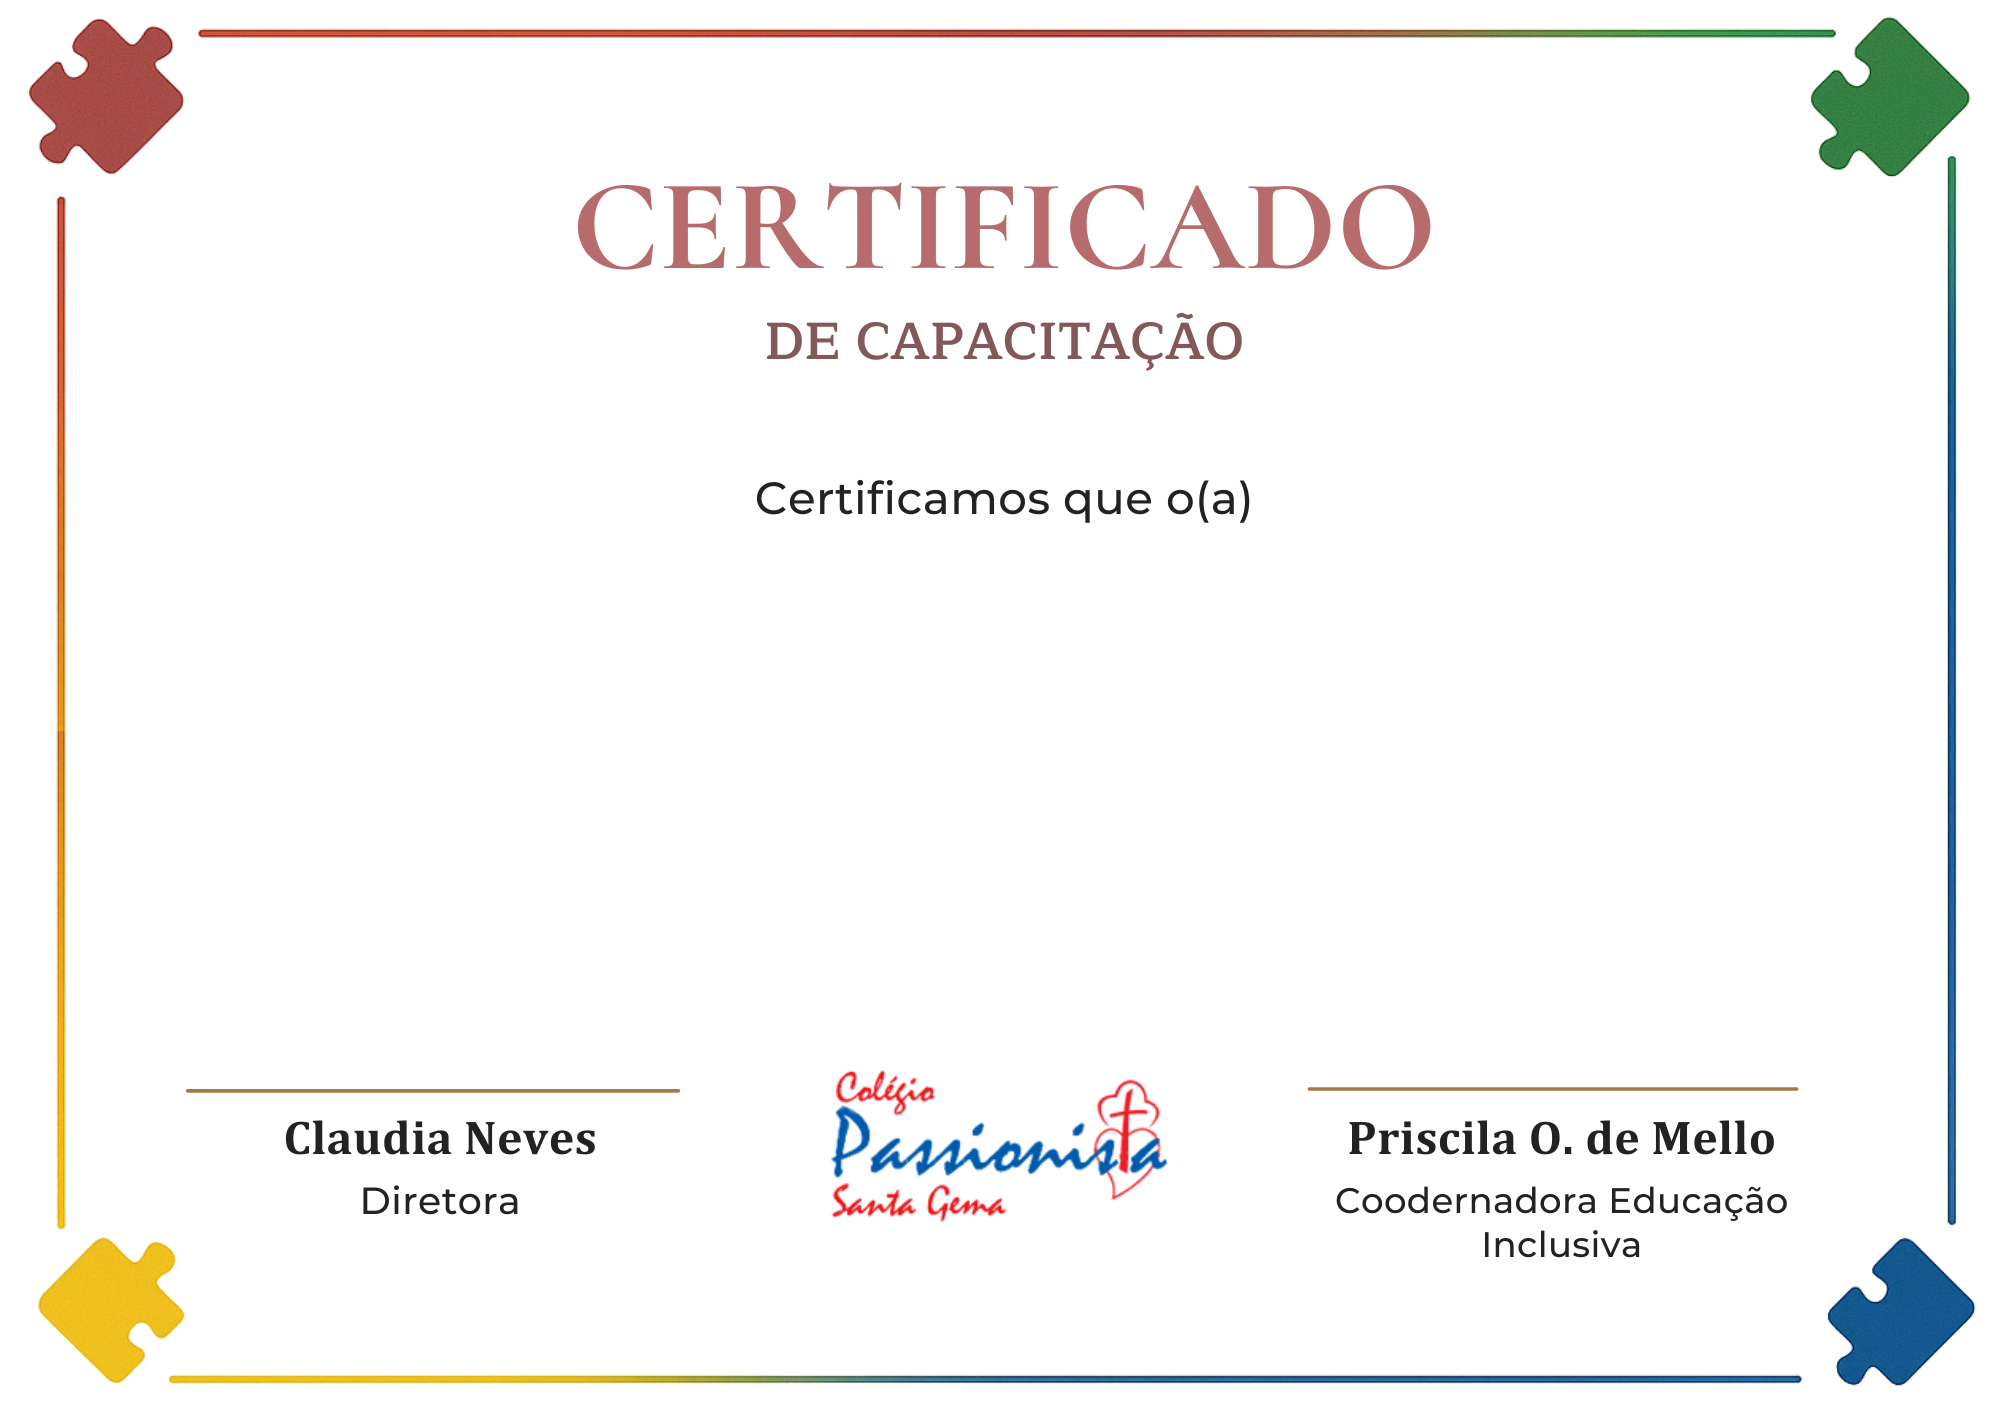 CERTIFICADO
DE CAPACITAÇÃO
Certificamos que o(a)
Claudia Neves
Diretora
Colégio
Passionista
Santa Gema
Priscila O. de Mello
Coodernadora Educação
Inclusiva